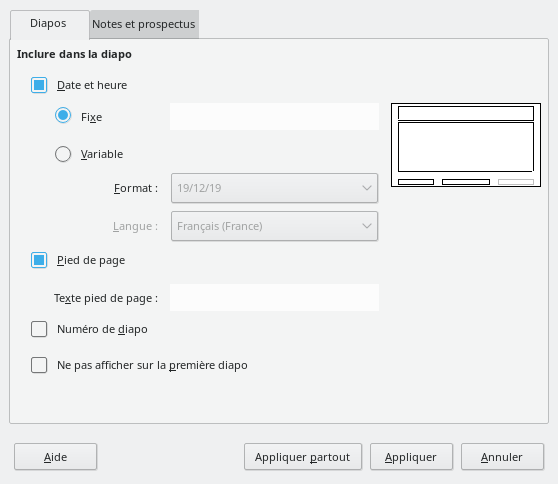 Diapos
Notes et prospectus
Inclure dans la diapo
Date et heure
Fixe
Variable
Format :
19/12/19
Langue :
Français (France)
Pied de page
Texte pied de page :
Numéro de diapo
Ne pas afficher sur la première diapo
Aide
Appliquer partout
Appliquer
Annuler